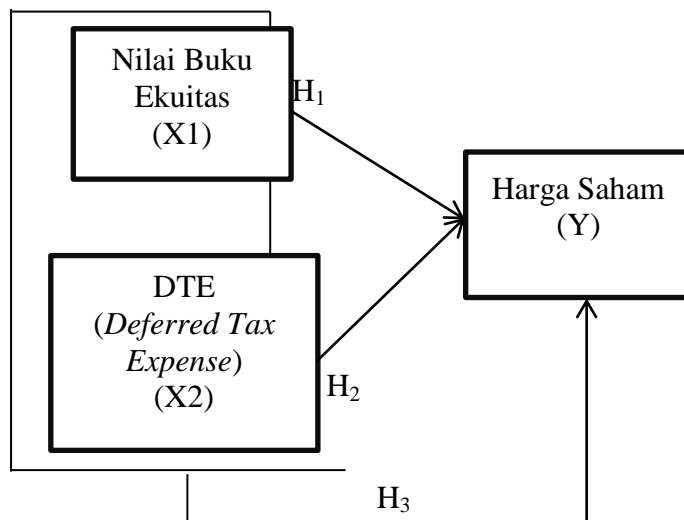 Nilai Buku
Ekuitas
(X1)
H1
Harga Saham
(Y)
DTE
(Deferred Tax
Expense)
(X2)
H2
H3